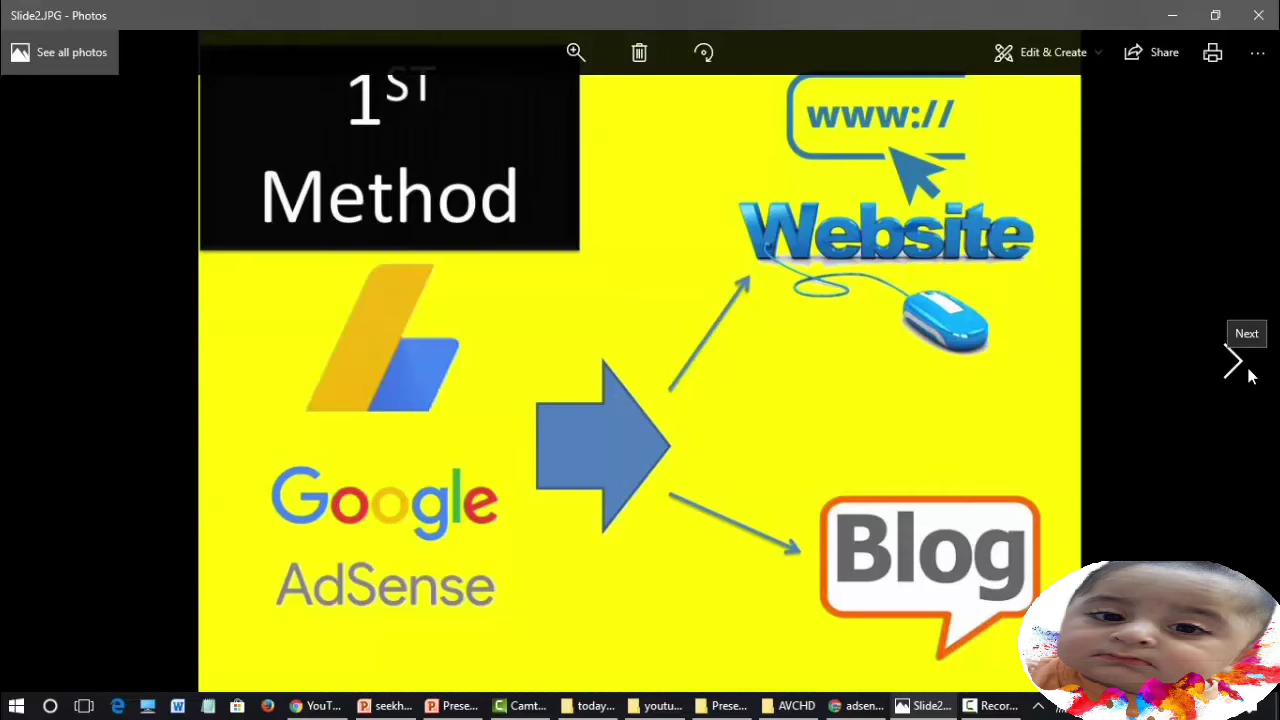 Slide2.JPG - Photos
See all photos
Edit & Create
Share
1ST
Method
www://
Website
Next
Google
AdSense
Blog
YouT...
seekh...
Prese...
Camt...
today...
youtu...
Prese...
AVCHD
adsen...
Slide2...
Recor...